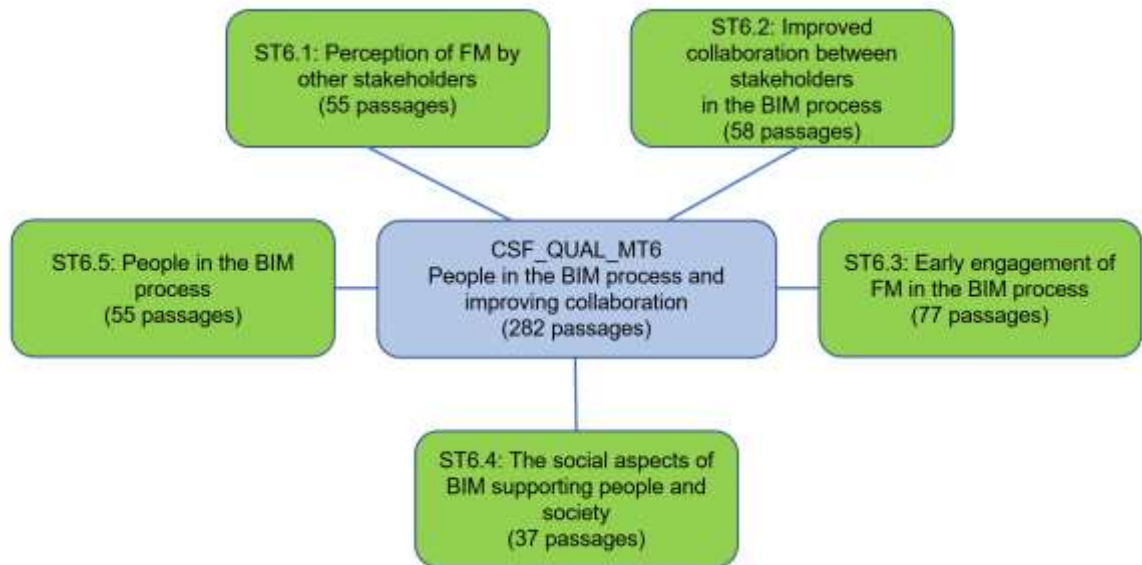 ST6.1: Perception of FM by
other stakeholders
(55 passages)
ST6.2: Improved
collaboration between
stakeholders
in the BIM process
(58 passages)
ST6.5: People in the BIM
process
(55 passages)
CSF_QUAL_MT6
People in the BIM process and
improving collaboration
(282 passages)
ST6.3: Early engagement of
FM in the BIM process
(77 passages)
ST6.4: The social aspects of
BIM supporting people and
society
(37 passages)